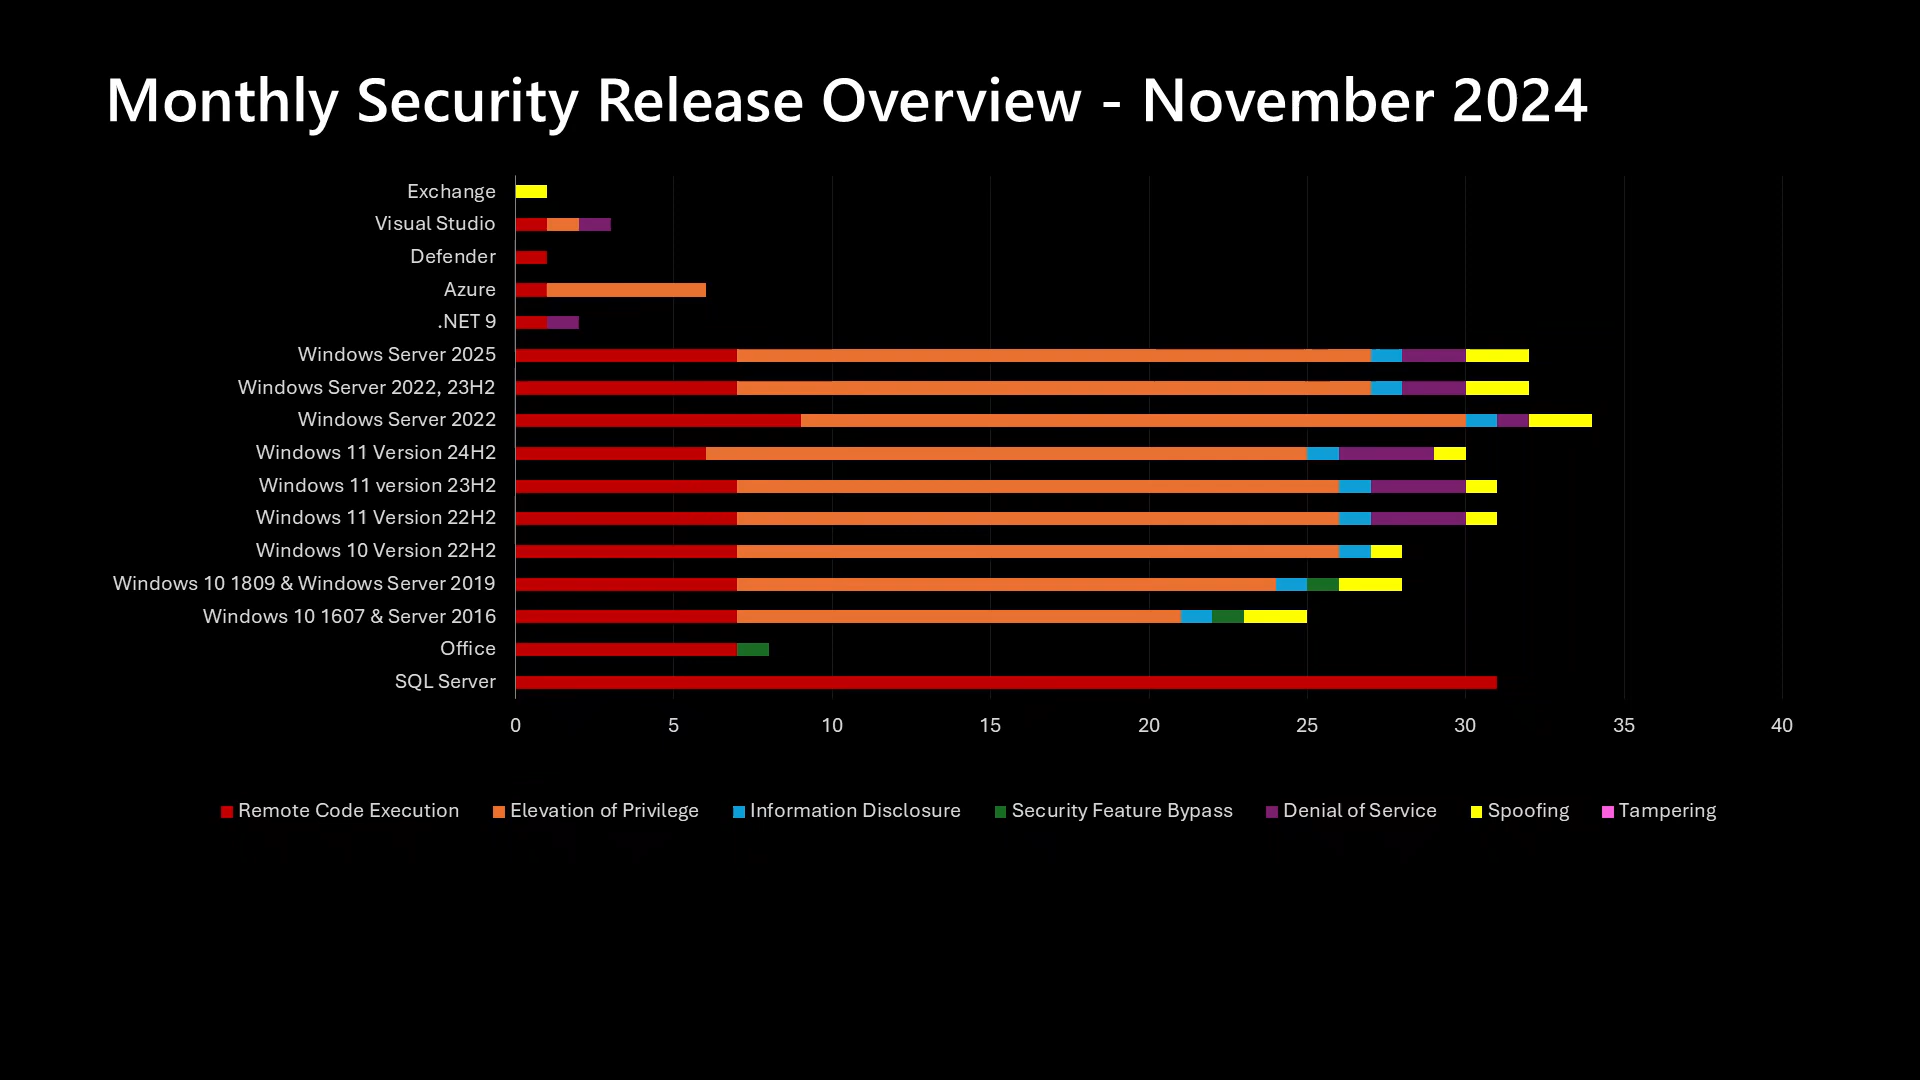 Monthly Security Release Overview - November 2024
Exchange
Visual Studio
Defender
Azure
.NET 9
Windows Server 2025
Windows Server 2022, 23H2
Windows Server 2022
Windows 11 Version 24H2
Windows 11 version 23H2
Windows 11 Version 22H2
Windows 10 Version 22H2
Windows 10 1809 & Windows Server 2019
Windows 10 1607 & Server 2016
Office
SQL Server
0 5 10 15 20 25 30 35 40
Remote Code Execution Elevation of Privilege Information Disclosure Security Feature Bypass Denial of Service Spoofing Tampering